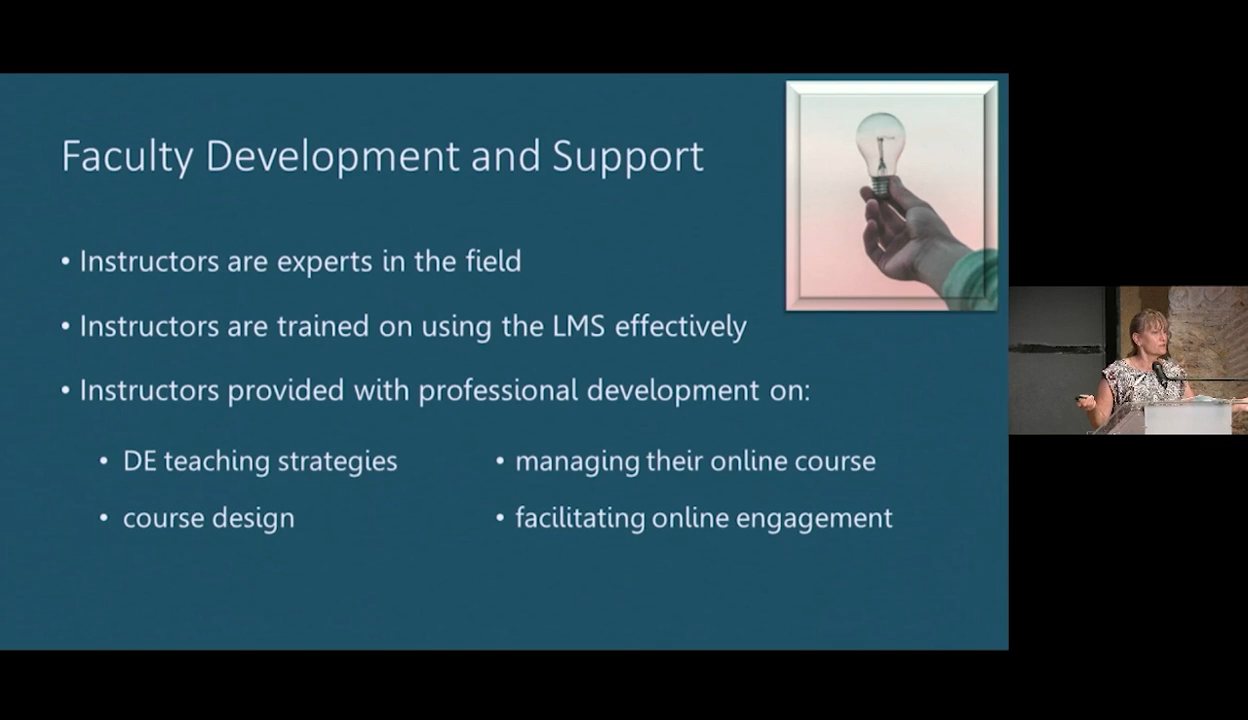 Faculty Development and Support
• Instructors are experts in the field
• Instructors are trained on using the LMS effectively
• Instructors provided with professional development on:
• DE teaching strategies
• managing their online course
• course design
• facilitating online engagement